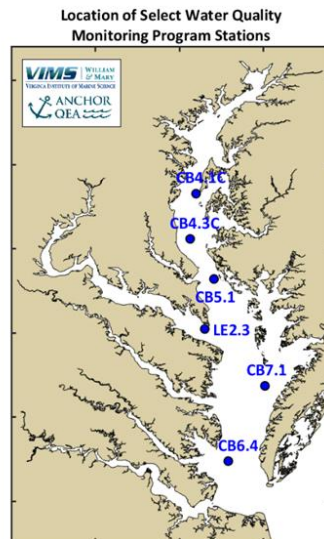 Location of Select Water Quality
Monitoring Program Stations
VIMS WILLIAM
& MARY
VIRGINIA INSTITUTE OF MARINE SCIENCE
ANCHOR
QEA
CB4.1C
CB4.3C
CB5.1
LE2.3
CB7.1
CB6.4